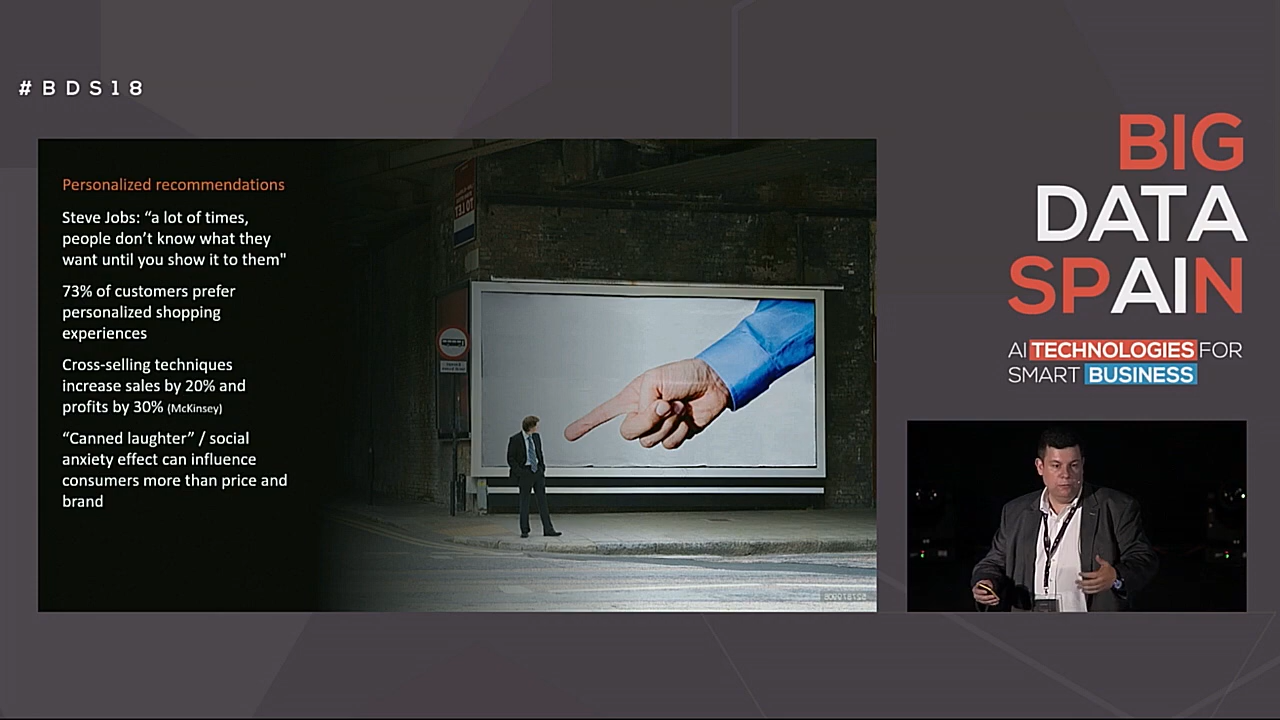 #BDS18
Personalized recommendations
Steve Jobs: “a lot of times,
people don’t know what they
want until you show it to them"
73% of customers prefer
personalized shopping
experiences
Cross-selling techniques
increase sales by 20% and
profits by 30% (McKinsey)
“Canned laughter” / social
anxiety effect can influence
consumers more than price and
brand
BIG
DATA
SPAIN
AI TECHNOLOGIES FOR
SMART BUSINESS